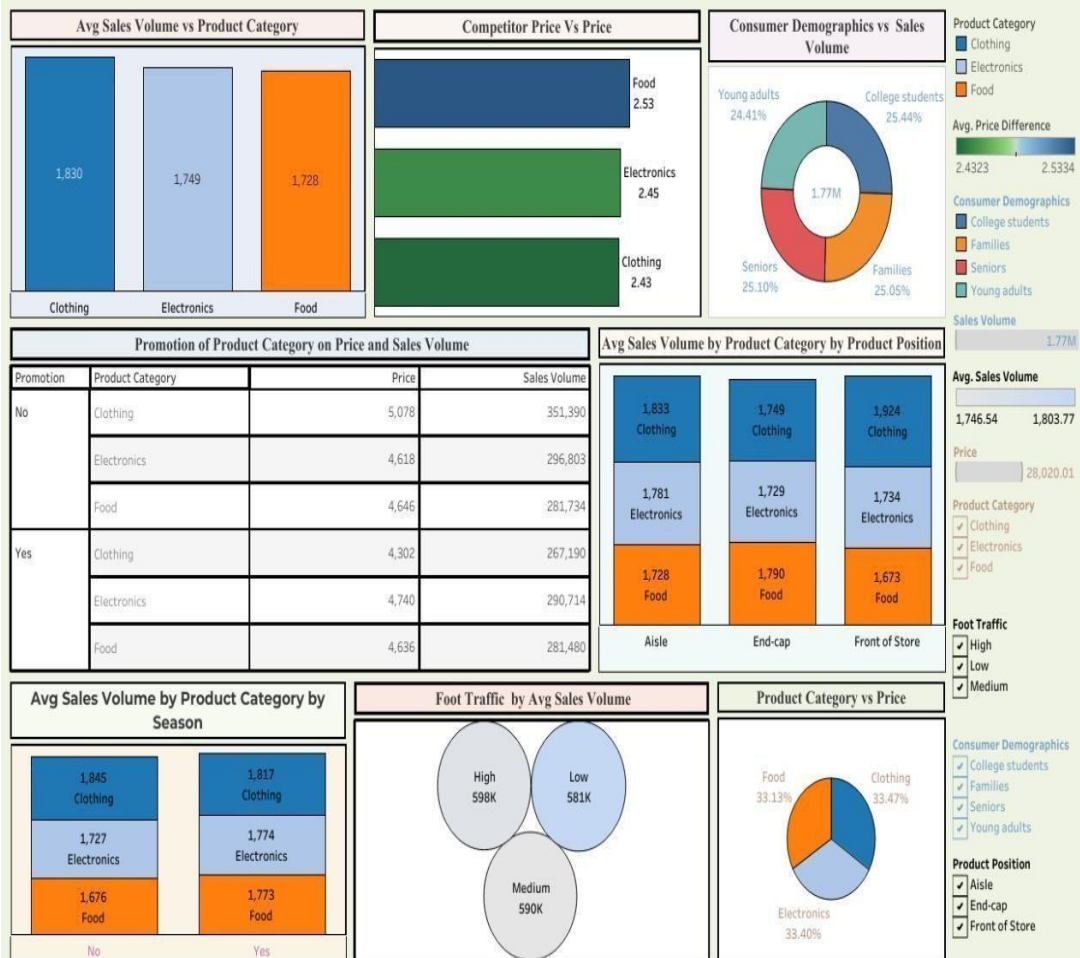 Avg Sales Volume vs Product Category
1,830
1,749
1,728
Clothing
Electronics
Food
Competitor Price Vs Price
Food
2.53
Electronics
2.45
Clothing
2.43
Consumer Demographics vs Sales
Volume
Young adults
24.41%
College students
25.44%
1.77M
Seniors
25.10%
Families
25.05%
Product Category
Clothing
Electronics
Food
Avg. Price Difference
2.4323
2.5334
Consumer Demographics
College students
Families
Seniors
Young adults
Sales Volume
1.77M
Avg. Sales Volume
1,746.54
1,803.77
Price
28,020.01
Product Category
Clothing
Electronics
Food
Foot Traffic
High
Low
Medium
Consumer Demographics
College students
Families
Seniors
Young adults
Product Position
Aisle
End-cap
Front of Store
Promotion of Product Category on Price and Sales Volume
Promotion Product Category Price Sales Volume
No Clothing 5,078 351,390
Electronics 4,618 296,803
Food 4,646 281,734
Yes Clothing 4,302 267,190
Electronics 4,740 290,714
Food 4,636 281,480
Avg Sales Volume by Product Category by Product Position
1,833
Clothing
1,781
Electronics
1,728
Food
Aisle
1,749
Clothing
1,729
Electronics
1,790
Food
End-cap
1,924
Clothing
1,734
Electronics
1,673
Food
Front of Store
Avg Sales Volume by Product Category by
Season
1,845
Clothing
1,727
Electronics
1,676
Food
No
1,817
Clothing
1,774
Electronics
1,773
Food
Yes
Foot Traffic by Avg Sales Volume
High
598K
Low
581K
Medium
590K
Product Category vs Price
Food
33.13%
Clothing
33.47%
Electronics
33.40%